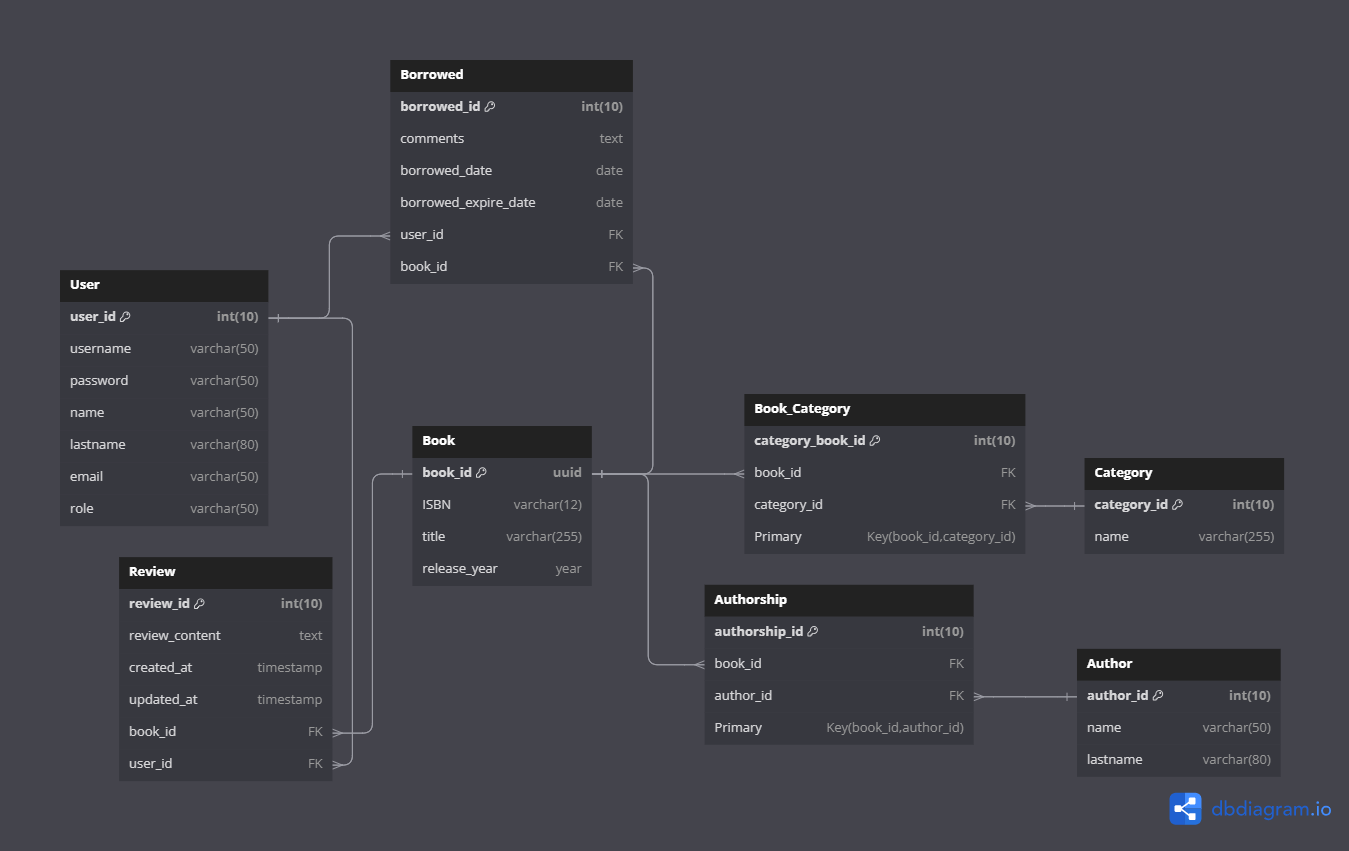 Borrowed
borrowed_id int(10)
comments text
borrowed_date date
borrowed_expire_date date
user_id FK
book_id FK
User
user_id int(10)
username varchar(50)
password varchar(50)
name varchar(50)
lastname varchar(80)
email varchar(50)
role varchar(50)
Book
book_id uuid
ISBN varchar(12)
title varchar(255)
release_year year
Review
review_id int(10)
review_content text
created_at timestamp
updated_at timestamp
book_id FK
user_id FK
Book_Category
category_book_id int(10)
book_id FK
category_id FK
Primary Key(book_id,category_id)
Category
category_id int(10)
name varchar(255)
Authorship
authorship_id int(10)
book_id FK
author_id FK
Primary Key(book_id,author_id)
Author
author_id int(10)
name varchar(50)
lastname varchar(80)
dbdiagram.io